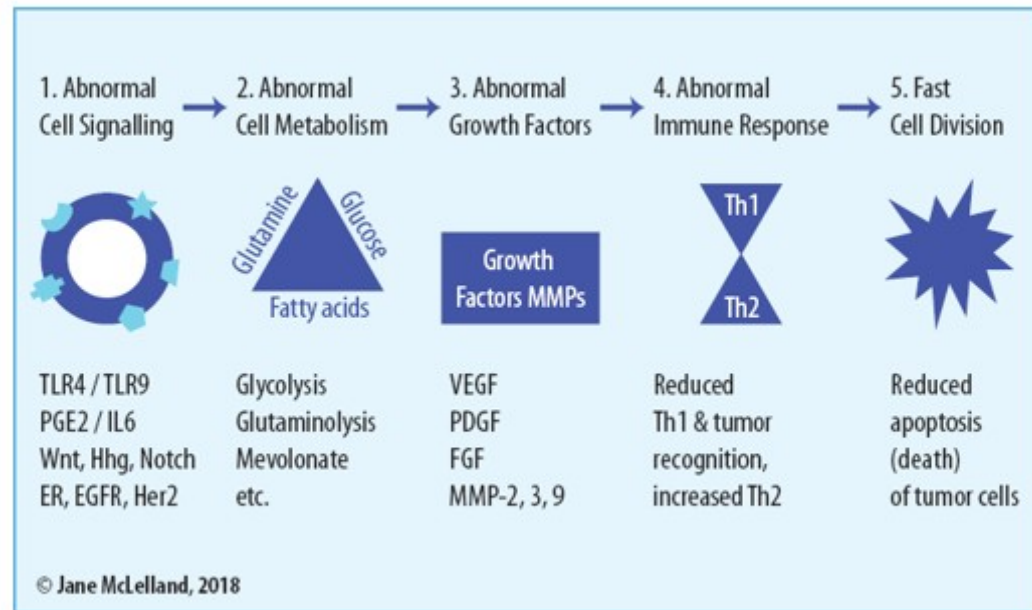 1. Abnormal
Cell Signalling
2. Abnormal
Cell Metabolism
3. Abnormal
Growth Factors
4. Abnormal
Immune Response
5. Fast
Cell Division
Glutamine
Glucose
Fatty acids
Growth
Factors MMPs
Th1
Th2
TLR4 / TLR9
PGE2 / IL6
Wnt, Hhg, Notch
ER, EGFR, Her2
Glycolysis
Glutaminolysis
Mevolonate
etc.
VEGF
PDGF
FGF
MMP-2, 3, 9
Reduced
Th1 & tumor
recognition,
increased Th2
Reduced
apoptosis
(death)
of tumor cells
© Jane McLelland, 2018